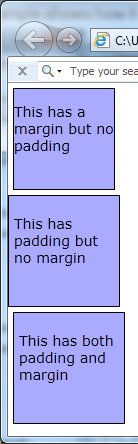 C:\U
Type your sea
This has a
margin but no
padding
This has
padding but
no margin
This has both
padding and
margin